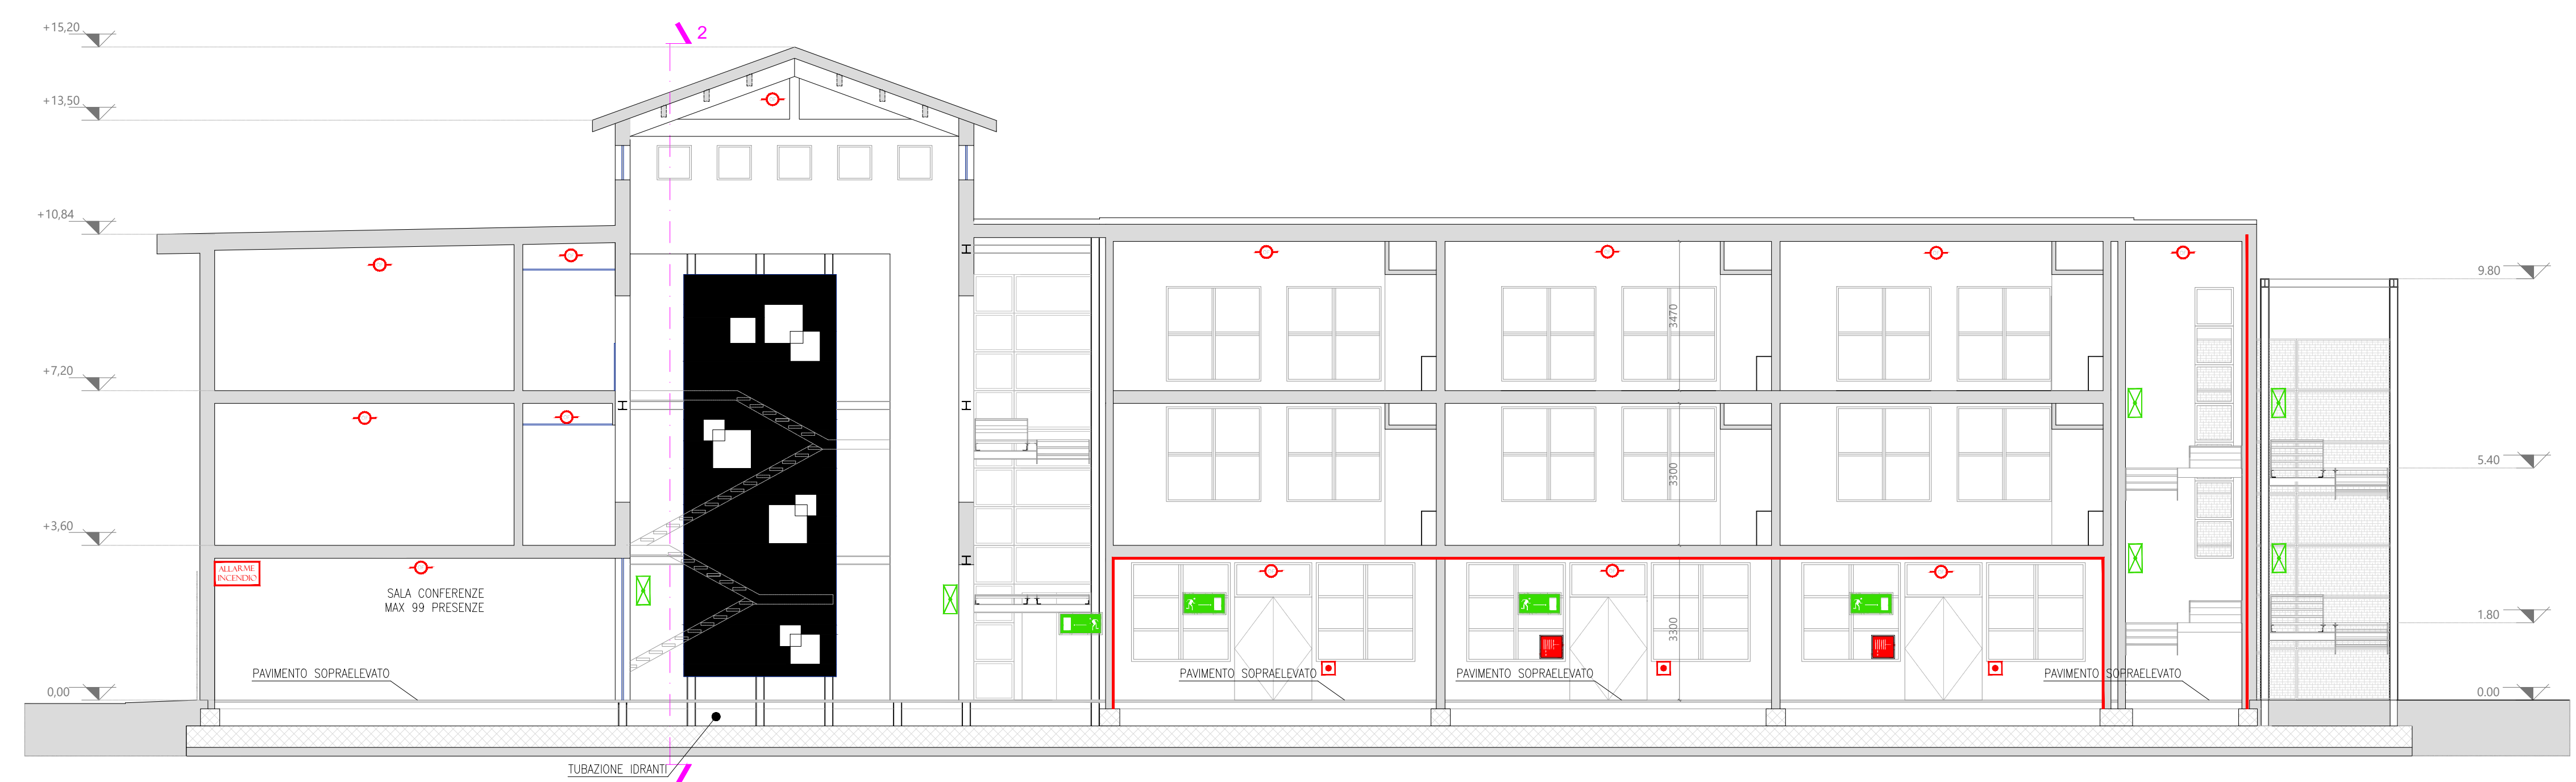 +15,20
2
+13,50
+10,84
9.80
3470
+7,20
5.40
3300
+3,60
ALLARME
INCENDIO
SALA CONFERENZE
MAX 99 PRESENZE
1.80
3300
PAVIMENTO SOPRAELEVATO
PAVIMENTO SOPRAELEVATO
PAVIMENTO SOPRAELEVATO
PAVIMENTO SOPRAELEVATO
0,00
0.00
TUBAZIONE IDRANTI